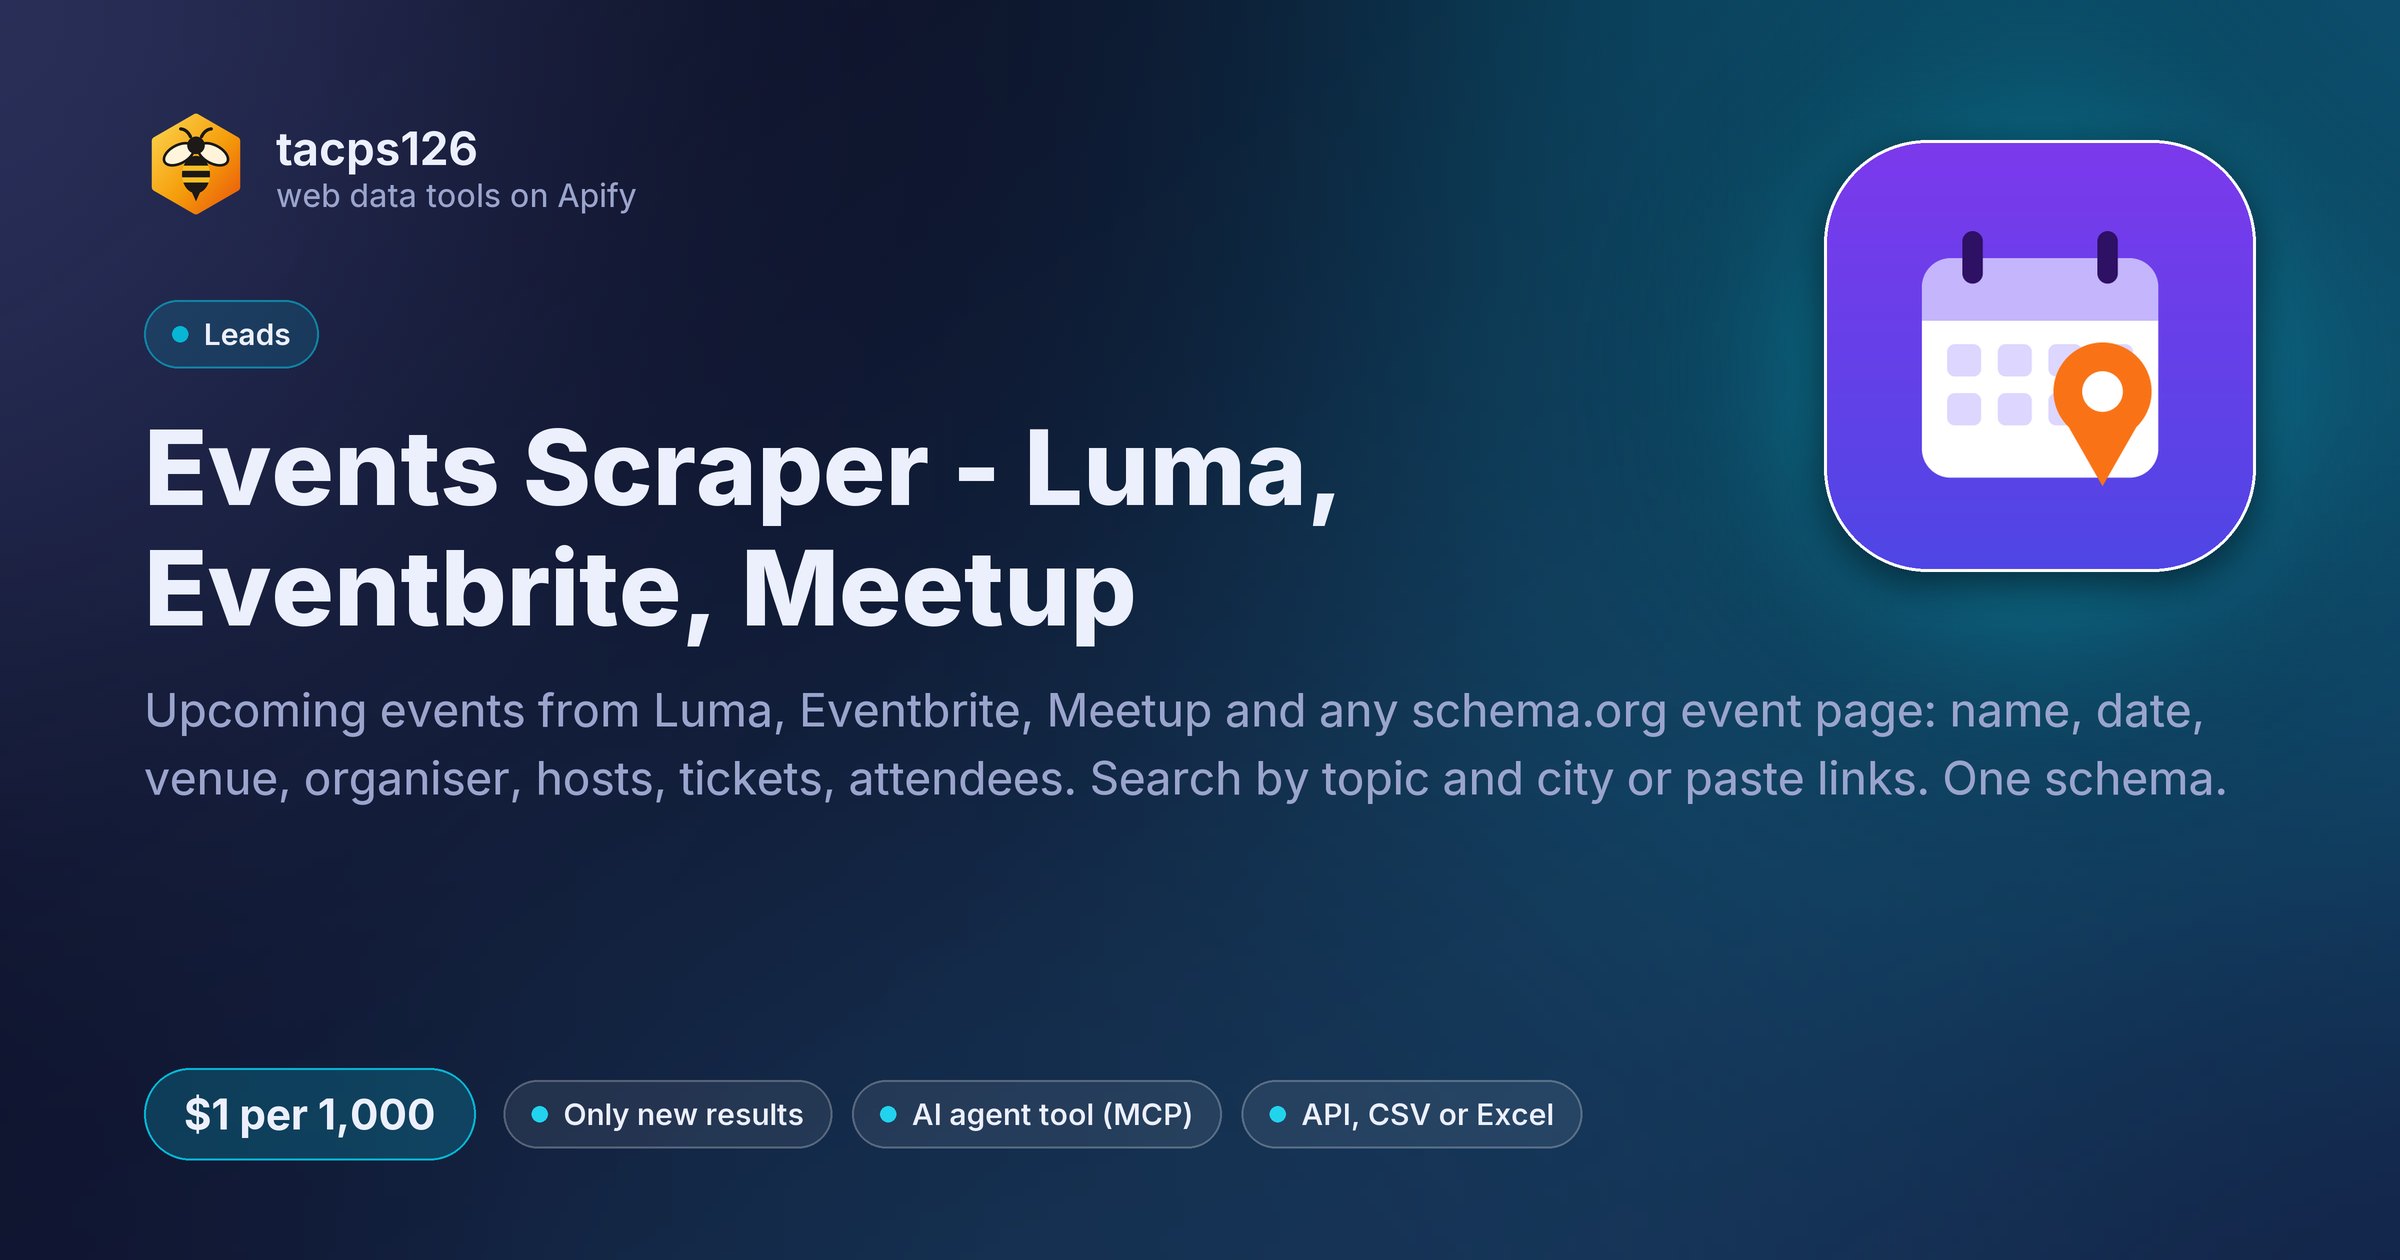 tacps126
web data tools on Apify
Leads
Events Scraper - Luma,
Eventbrite, Meetup
Upcoming events from Luma, Eventbrite, Meetup and any schema.org event page: name, date,
venue, organiser, hosts, tickets, attendees. Search by topic and city or paste links. One schema.
$1 per 1,000
Only new results
AI agent tool (MCP)
API, CSV or Excel